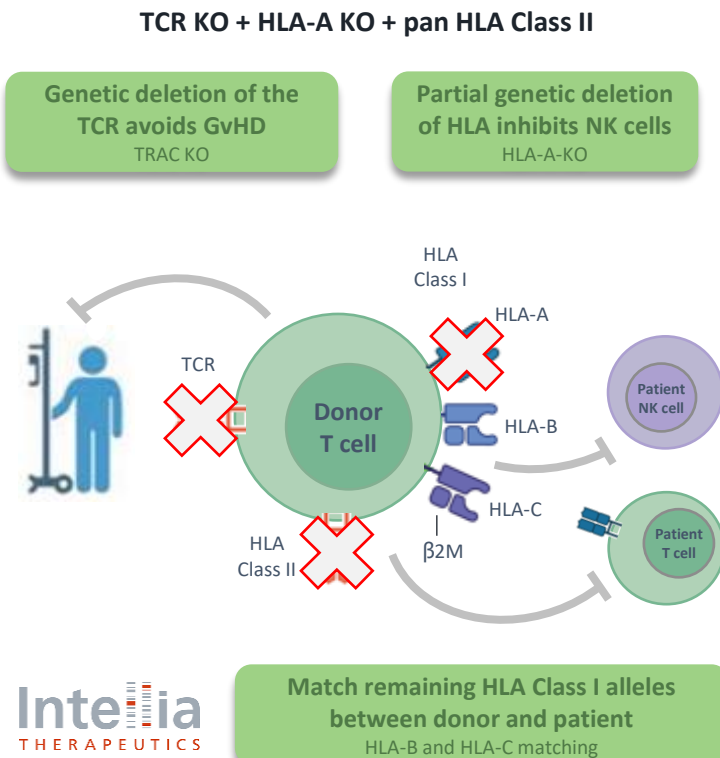 TCR KO + HLA-A KO + pan HLA Class II
Genetic deletion of the
TCR avoids GvHD
TRAC KO
Partial genetic deletion
of HLA inhibits NK cells
HLA-A-KO
HLA
Class I
HLA-A
TCR
Patient
NK cell
Donor
T cell
HLA-B
HLA-C
Patient
T cell
HLA
Class II
β2M
Intellia
THERAPEUTICS
Match remaining HLA Class I alleles
between donor and patient
HLA-B and HLA-C matching